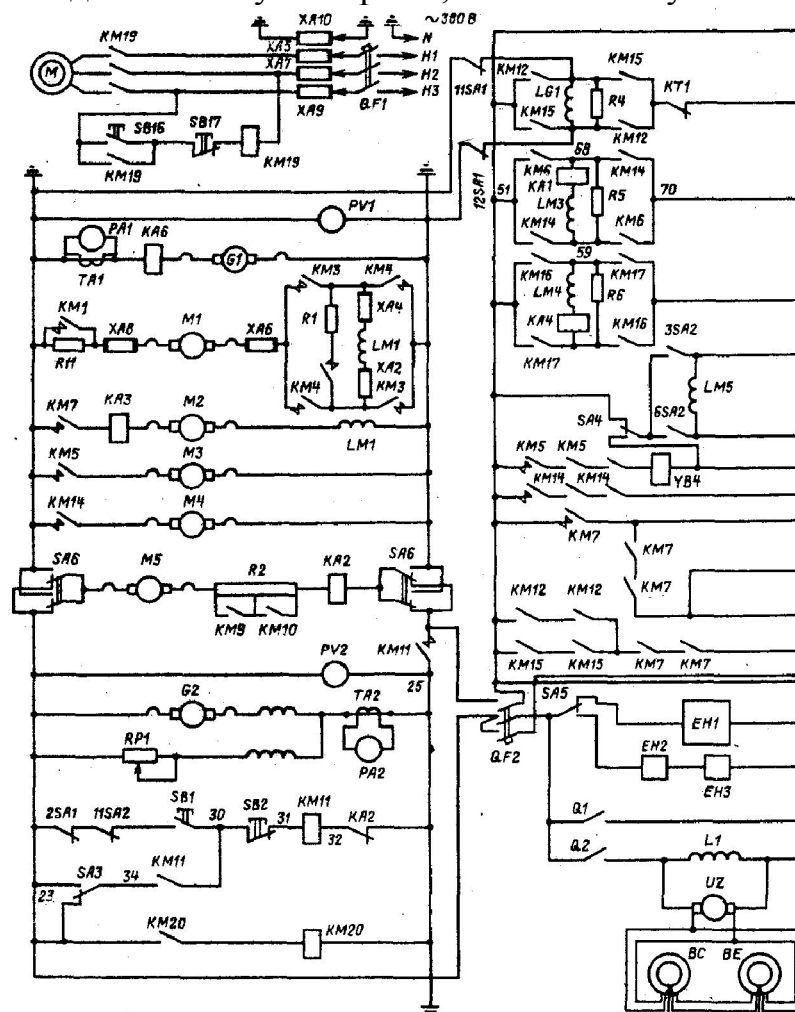 ~380 В
KM19
XA10
N
XA5
H1
M
XA7
H2
H3
XA9
QF1
SB16
SB17
KM19
KM19
11SA1
KM12
KM15
LG1
R4
KT1
KM15
KM12
12SA1
68
KM6
KM14
KA1
51
LM3
R5
70
KM14
KM6
59
KM16
KM17
LM4
R6
KA4
KM16
KM17
PV1
PA1
KA6
G1
TA1
KM3
KM4
KM1
M1
R1
XA4
XA8
XA6
LM1
R11
XA2
KM4
KM3
3SA2
LM5
SA4
6SA2
KM7
KA3
M2
LM1
KM5
M3
KM5
KM5
YB4
KM14
M4
KM14
KM14
KM7
KM7
KM7
SA6
M5
R2
KA2
SA6
KM9
KM10
KM12
KM12
KM11
KM15
KM15
KM7
KM7
PV2
25
G2
TA2
SA5
EH1
RP1
PA2
QF2
EH2
EH3
2SA1
11SA2
SB1
30
SB2
31
KM11
32
KA2
Q1
Q2
L1
SA3
34
KM11
23
UZ
KM20
KM20
BC
BE